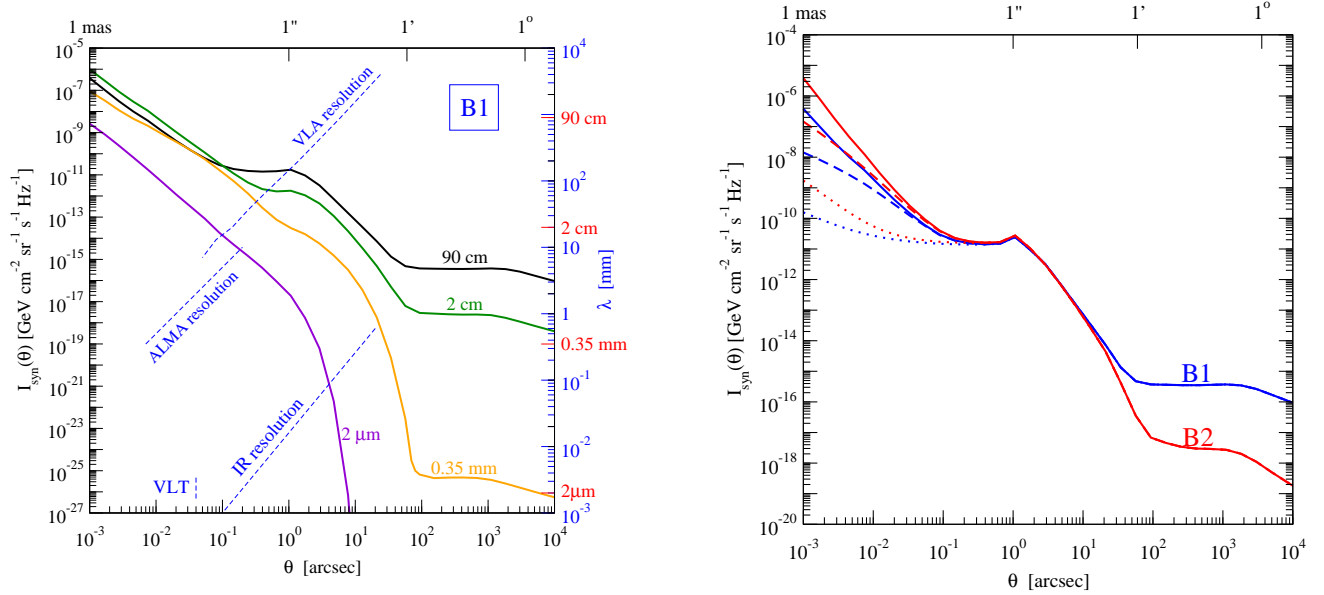 1 mas 1" 1' 1°
10^-5 10^-7 10^-9 10^-11 10^-13 10^-15 10^-17 10^-19 10^-21 10^-23 10^-25 10^-27
I_syn(θ) [GeV cm^-2 sr^-1 s^-1 Hz^-1]
B1
VLA resolution
ALMA resolution
IR resolution
VLT
90 cm
2 cm
0.35 mm
2 μm
10^4 10^2 10 1 10^-1 10^-2 10^-3
90 cm
2 cm
0.35 mm
2μm
λ [mm]
10^-3 10^-2 10^-1 10^0 10^1 10^2 10^3 10^4
θ [arcsec]
1 mas 1" 1' 1°
10^-4 10^-6 10^-8 10^-10 10^-12 10^-14 10^-16 10^-18 10^-20
I_syn(θ) [GeV cm^-2 sr^-1 s^-1 Hz^-1]
B1
B2
10^-3 10^-2 10^-1 10^0 10^1 10^2 10^3 10^4
θ [arcsec]